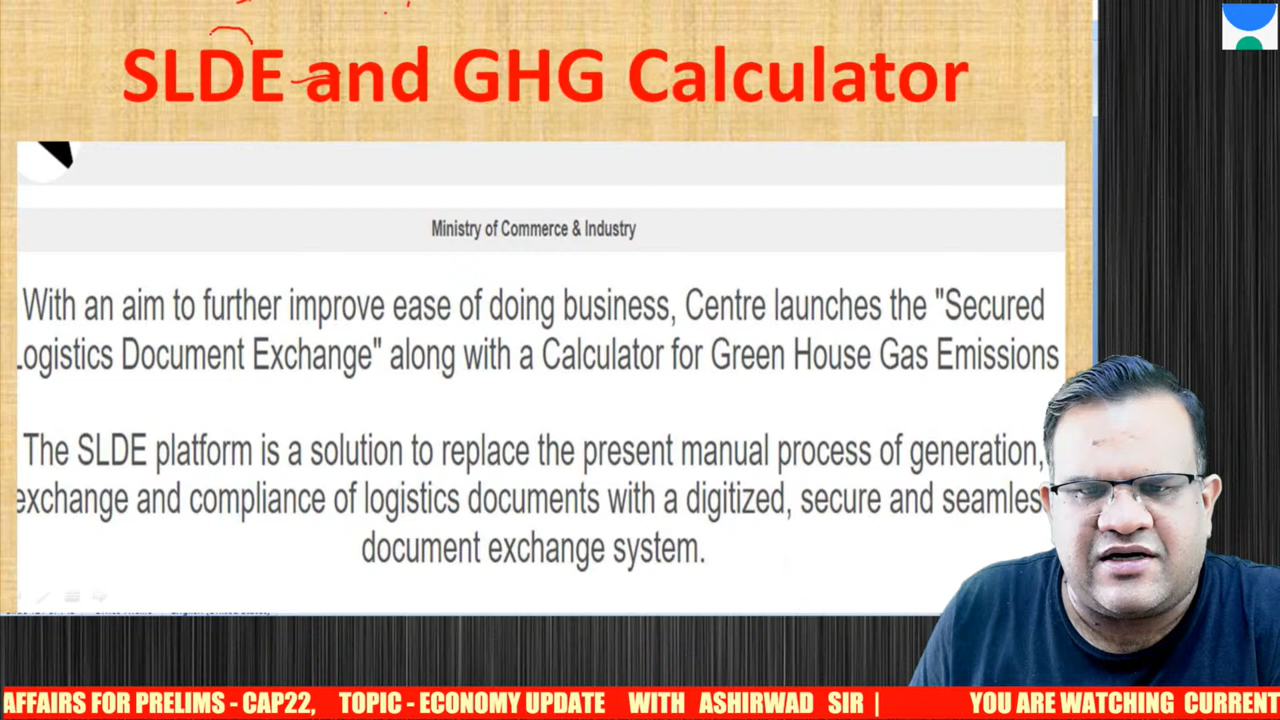 SLDE and GHG Calculator
Ministry of Commerce & Industry
With an aim to further improve ease of doing business, Centre launches the "Secured
Logistics Document Exchange" along with a Calculator for Green House Gas Emissions
The SLDE platform is a solution to replace the present manual process of generation,
exchange and compliance of logistics documents with a digitized, secure and seamles
document exchange system.
AFFAIRS FOR PRELIMS - CAP22, TOPIC - ECONOMY UPDATE WITH ASHIRWAD SIR | YOU ARE WATCHING CURRENT